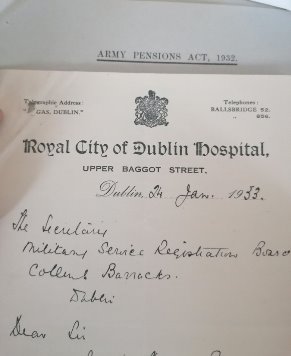 ARMY PENSIONS ACT, 1932.
Telegraphic Address:
GAS, DUBLIN."
Telephones:
BALLSBRIDGE 52.
Royal City of Dublin Hospital,
UPPER BAGGOT STREET.
Dublin, 24 Jan. 1933.
The Secretary
Military Service Registration Board
Collins Barracks.
Dublin
Dear Sir